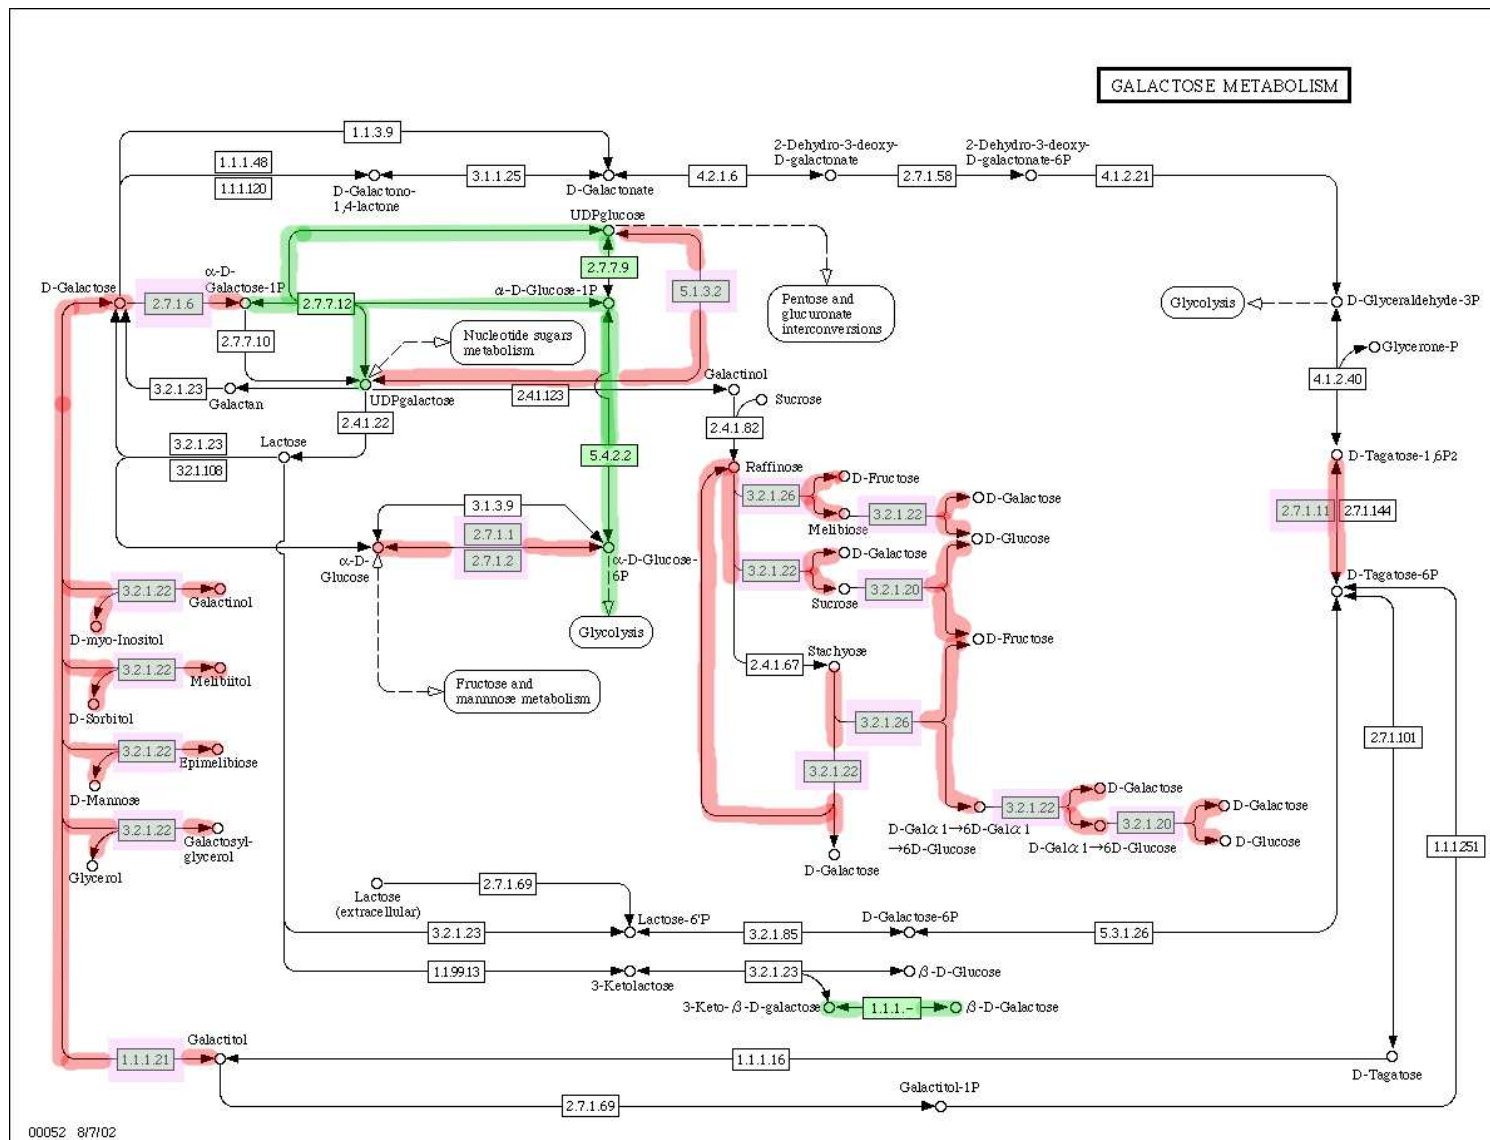 GALACTOSE METABOLISM
1.1.3.9
1.1.1.48
1.1.1.120
D-Galactono-
1,4-lactone
3.1.1.25
D-Galactonate
4.2.1.6
2-Dehydro-3-deoxy-
D-galactonate
2.7.1.58
2-Dehydro-3-deoxy-
D-galactonate-6P
4.1.2.21
UDPglucose
2.7.7.9
D-Galactose
2.7.1.6
α-D-
Galactose-1P
2.7.7.12
α-D-Glucose-1P
5.1.3.2
Pentose and
glucuronate
interconversions
Glycolysis
D-Glyceraldehyde-3P
2.7.7.10
Nucleotide sugars
metabolism
Glycerone-P
4.1.2.40
3.2.1.23
Galactan
UDPgalactose
2.4.1.123
Galactinol
Sucrose
2.4.1.22
2.4.1.82
3.2.1.23
3.2.1.108
Lactose
5.4.2.2
Raffinose
D-Tagatose-1,6P2
3.2.1.26
D-Fructose
Melibiose
3.2.1.22
D-Galactose
D-Glucose
2.7.1.11
2.7.1.144
3.1.3.9
2.7.1.1
2.7.1.2
α-D-
Glucose
α-D-Glucose-
6P
3.2.1.22
D-Galactose
Sucrose
3.2.1.20
D-Tagatose-6P
3.2.1.22
Galactinol
D-myo-Inositol
Glycolysis
D-Fructose
3.2.1.22
Melibiitol
D-Sorbitol
2.4.1.67
Stachyose
Fructose and
mannnose metabolism
3.2.1.26
2.7.1.101
3.2.1.22
Epimelibiose
D-Mannose
3.2.1.22
3.2.1.22
Galactosyl-
glycerol
Glycerol
D-Galα1→6D-Galα1
→6D-Glucose
3.2.1.22
D-Galactose
D-Galα1→6D-Glucose
3.2.1.20
D-Galactose
D-Glucose
D-Galactose
1.1.1.251
Lactose
(extracellular)
2.7.1.69
3.2.1.23
Lactose-6'P
3.2.1.85
D-Galactose-6P
5.3.1.26
1.1.99.13
3-Ketolactose
3.2.1.23
β-D-Glucose
3-Keto-β-D-galactose
1.1.1.-
β-D-Galactose
1.1.1.21
Galactitol
1.1.1.16
D-Tagatose
2.7.1.69
Galactitol-1P
00052 8/7/02